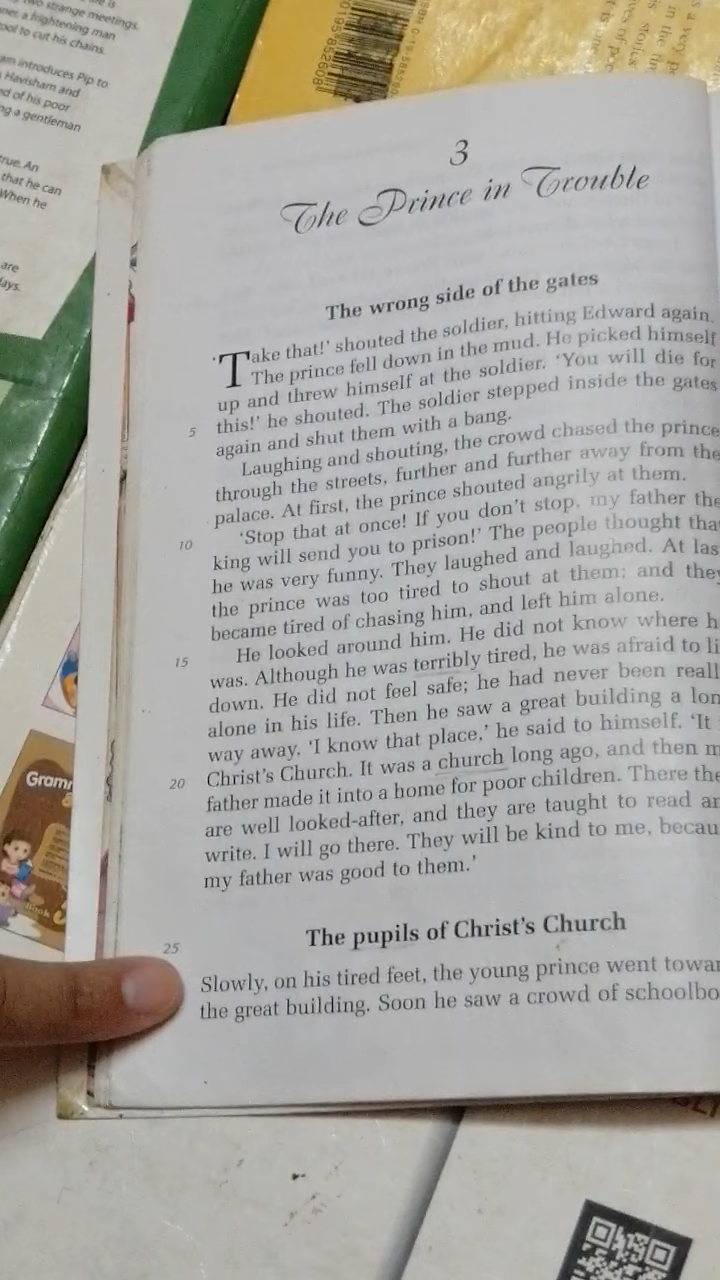 two strange meetings.
a frightening man
to cut his chains.
introduces Pip to
Havisham and
of his poor
a gentleman
An
that he can
When he
are
3
The Prince in Trouble
The wrong side of the gates
'Take that!' shouted the soldier, hitting Edward again.
The prince fell down in the mud. He picked himself
up and threw himself at the soldier. 'You will die for
5 this!' he shouted. The soldier stepped inside the gates
again and shut them with a bang.
Laughing and shouting, the crowd chased the prince
through the streets, further and further away from the
palace. At first, the prince shouted angrily at them.
10 'Stop that at once! If you don't stop, my father the
king will send you to prison!' The people thought
he was very funny. They laughed and laughed. At
the prince was too tired to shout at them; and they
became tired of chasing him, and left him alone.
15 He looked around him. He did not know where
was. Although he was terribly tired, he was afraid to
down. He did not feel safe; he had never been
alone in his life. Then he saw a great building a
way away. 'I know that place,' he said to himself. 'It
20 Christ's Church. It was a church long ago, and then
father made it into a home for poor children. There
are well looked-after, and they are taught to read
write. I will go there. They will be kind to me,
my father was good to them.'
The pupils of Christ's Church
25 Slowly, on his tired feet, the young prince went
the great building. Soon he saw a crowd of